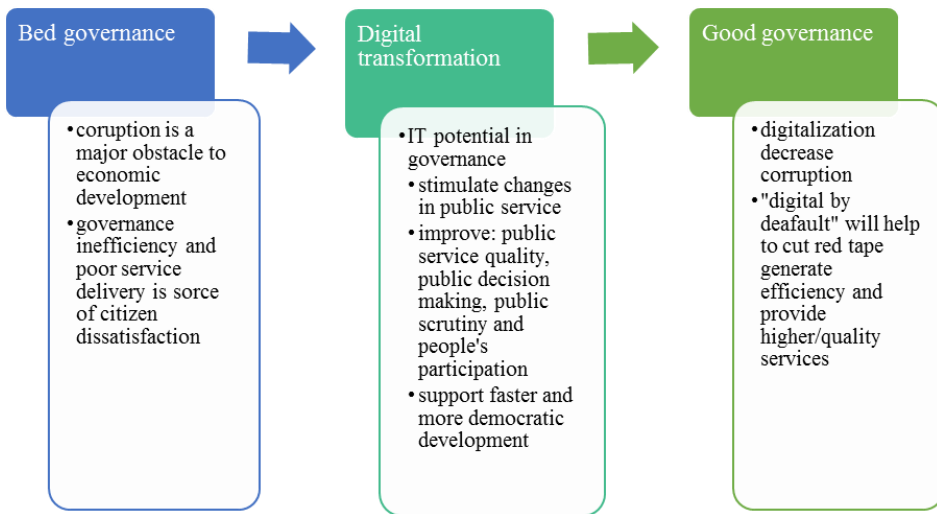 Bed governance
•coruption is a
major obstacle to
economic
development
•governance
inefficiency and
poor service
delivery is sorce
of citizen
dissatisfaction
Digital
transformation
•IT potential in
governance
•stimulate changes
in public service
•improve: public
service quality,
public decision
making, public
scrutiny and
people's
participation
•support faster and
more democratic
development
Good governance
•digitalization
decrease
corruption
•"digital by
deafault" will help
to cut red tape
generate
efficiency and
provide
higher/quality
services